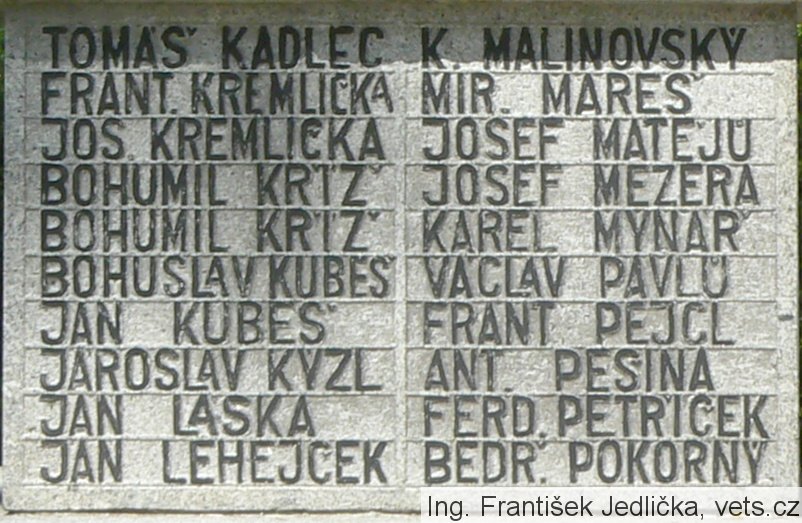 TOMÁŠ KADLEC
FRANT. KREMLIČKA
JOS. KREMLIČKA
BOHUMIL KŘÍŽ
BOHUMIL KŘÍŽ
BOHUSLAV KUBEŠ
JAN KUBEŠ
JAROSLAV KYZL
JAN LÁSKA
JAN LEHEJČEK
K. MALINOVSKÝ
MIR. MAREŠ
JOSEF MATĚJŮ
JOSEF MEZERA
KAREL MYNÁŘ
VÁCLAV PAVLŮ
FRANT PEJCL
ANT. PEŠINA
FERD. PETŘÍČEK
BEDŘ. POKORNÝ
Ing. František Jedlička, vets.cz